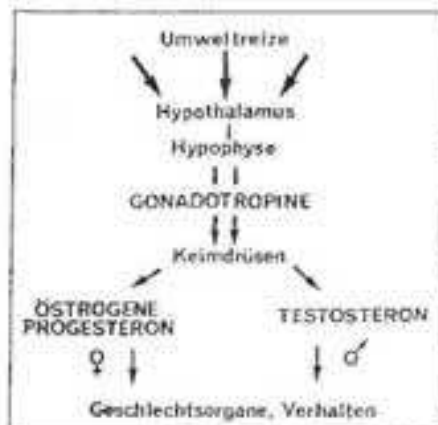 Umweltreize
Hypothalamus
Hypophyse
GONADOTROPINE
Keimdrüsen
ÖSTROGENE
PROGESTERON
TESTOSTERON
♀
♂
Geschlechtsorgane, Verhalten